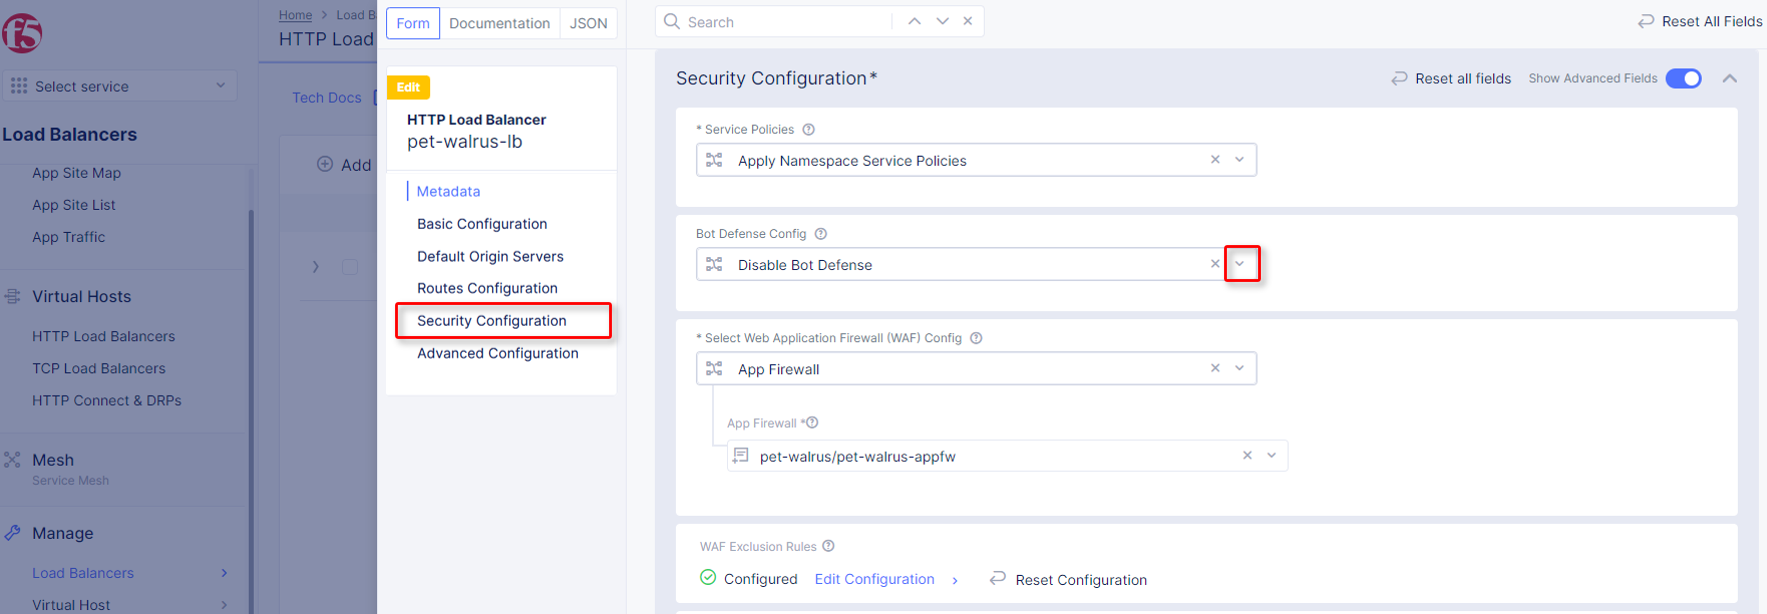 f5
Select service
Load Balancers
App Site Map
App Site List
App Traffic
Virtual Hosts
HTTP Load Balancers
TCP Load Balancers
HTTP Connect & DRPs
Mesh
Service Mesh
Manage
Load Balancers
Virtual Host
Home > Load B
HTTP Load
Tech Docs
Add
Form
Documentation
JSON
Edit
HTTP Load Balancer
pet-walrus-lb
Metadata
Basic Configuration
Default Origin Servers
Routes Configuration
Security Configuration
Advanced Configuration
Search
Reset All Fields
Security Configuration*
Reset all fields
Show Advanced Fields
* Service Policies
Apply Namespace Service Policies
Bot Defense Config
Disable Bot Defense
* Select Web Application Firewall (WAF) Config
App Firewall
App Firewall *
pet-walrus/pet-walrus-appfw
WAF Exclusion Rules
Configured
Edit Configuration
Reset Configuration